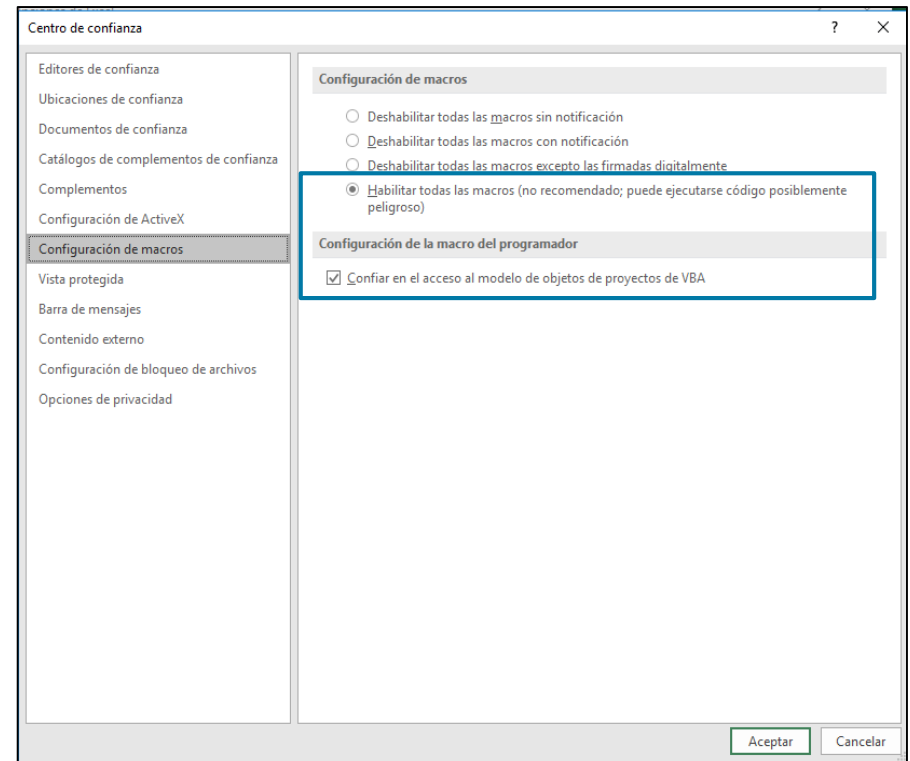 Centro de confianza
?
Editores de confianza
Ubicaciones de confianza
Documentos de confianza
Catálogos de complementos de confianza
Complementos
Configuración de ActiveX
Configuración de macros
Vista protegida
Barra de mensajes
Contenido externo
Configuración de bloqueo de archivos
Opciones de privacidad
Configuración de macros
Deshabilitar todas las macros sin notificación
Deshabilitar todas las macros con notificación
Deshabilitar todas las macros excepto las firmadas digitalmente
Habilitar todas las macros (no recomendado; puede ejecutarse código posiblemente
peligroso)
Configuración de la macro del programador
Confiar en el acceso al modelo de objetos de proyectos de VBA
Aceptar
Cancelar